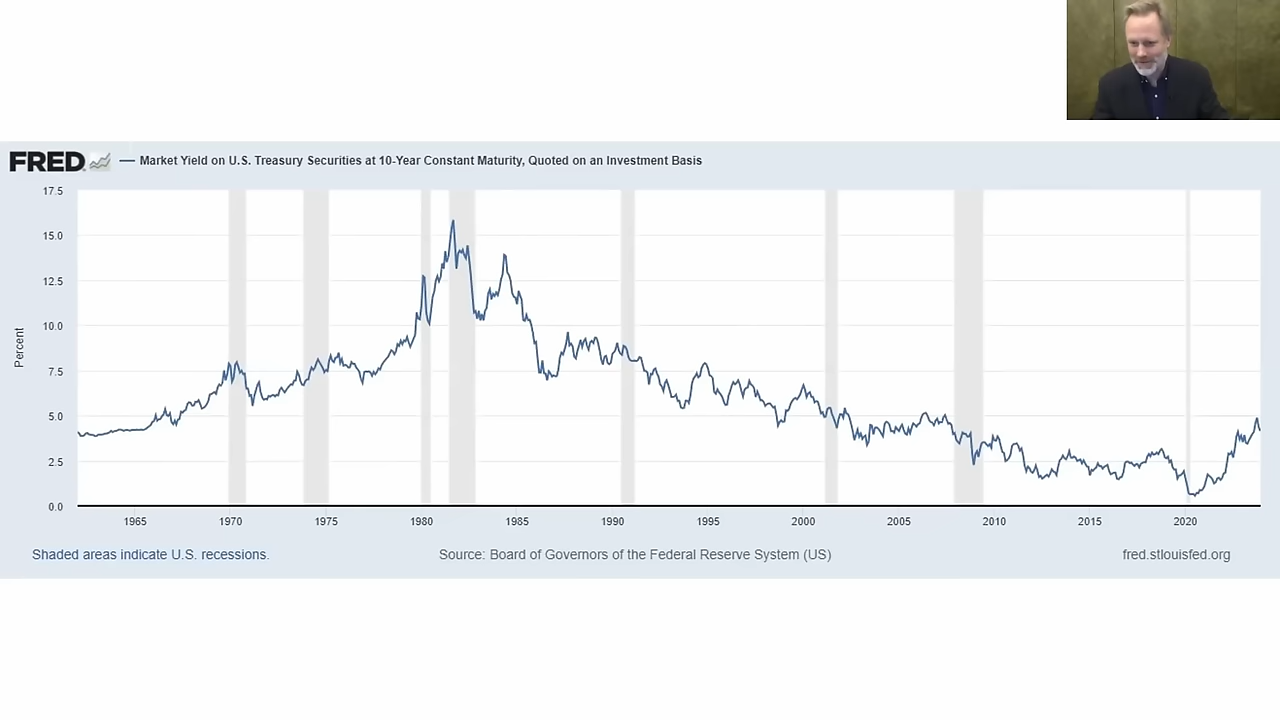 FRED
Market Yield on U.S. Treasury Securities at 10-Year Constant Maturity, Quoted on an Investment Basis
17.5
15.0
12.5
10.0
7.5
5.0
2.5
0.0
Percent
1965 1970 1975 1980 1985 1990 1995 2000 2005 2010 2015 2020
Shaded areas indicate U.S. recessions. Source: Board of Governors of the Federal Reserve System (US) fred.stlouisfed.org